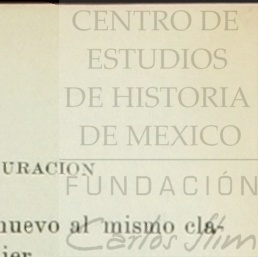 CENTRO DE
ESTUDIOS
DE HISTORIA
DE MEXICO
URACION
FUNDACIÓN
nuevo al mismo cla-
Carlos Slim